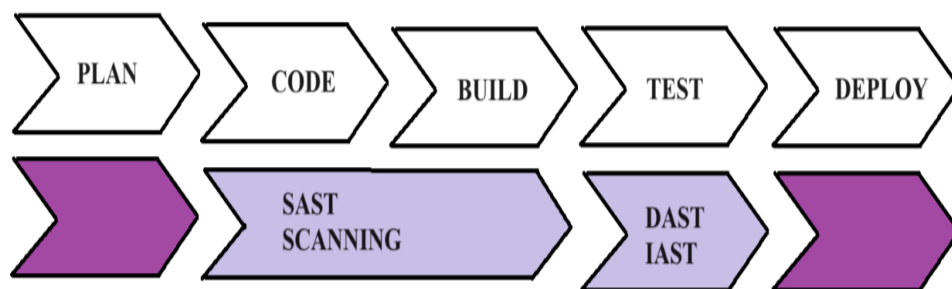 PLAN
CODE
BUILD
TEST
DEPLOY
SAST
SCANNING
DAST
IAST